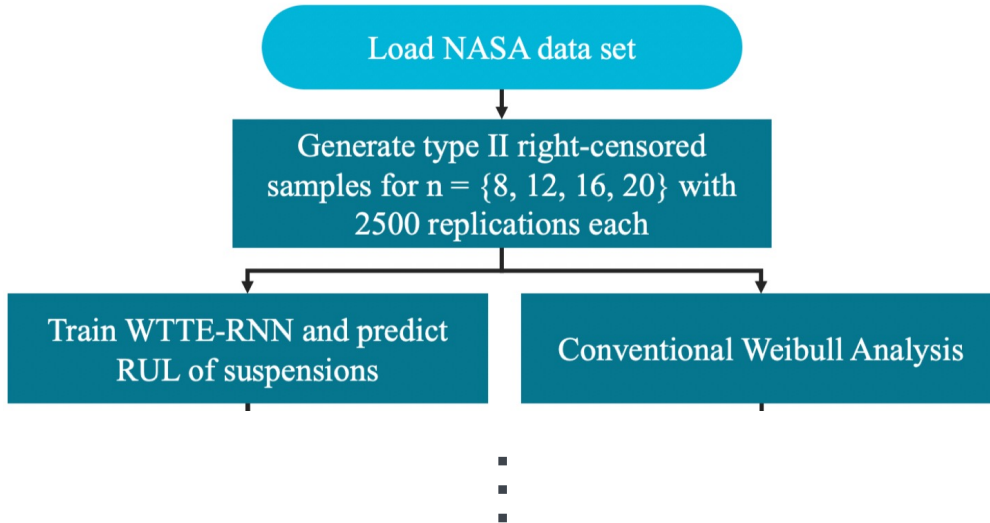 Load NASA data set
Generate type II right-censored
samples for n = {8, 12, 16, 20} with
2500 replications each
Train WTTE-RNN and predict
RUL of suspensions
Conventional Weibull Analysis